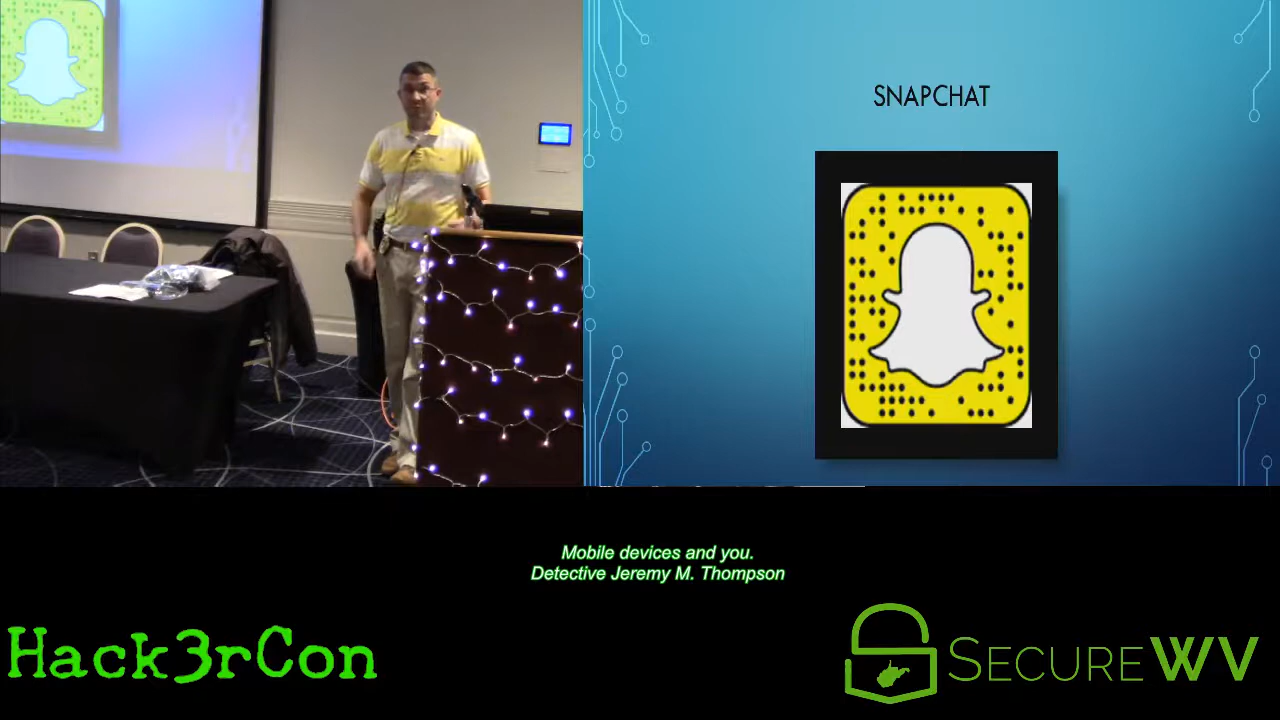 SNAPCHAT
Mobile devices and you.
Detective Jeremy M. Thompson
Hack3rCon
SECUREWV